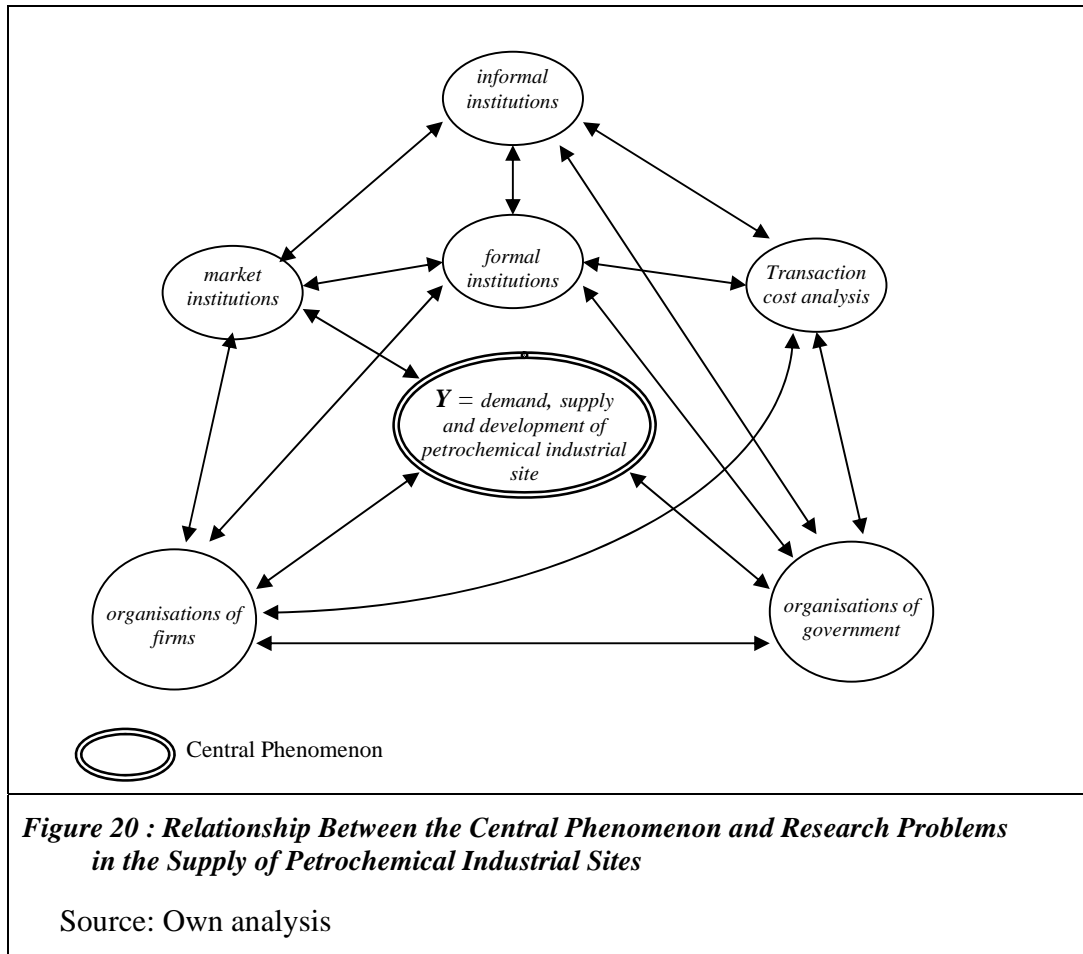 informal
institutions
formal
institutions
market
institutions
Transaction
cost analysis
Y = demand, supply
and development of
petrochemical industrial
site
organisations of
firms
organisations of
government
Central Phenomenon
Figure 20 : Relationship Between the Central Phenomenon and Research Problems
in the Supply of Petrochemical Industrial Sites
Source: Own analysis